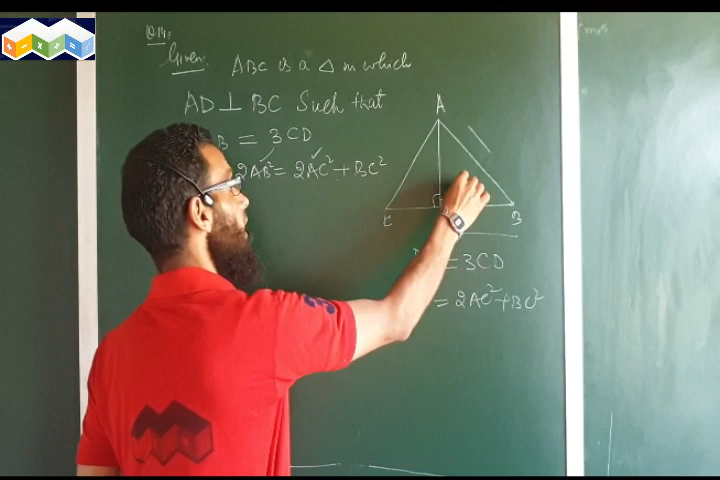 Given: ABC is a △ in which
AD ⊥ BC Such that
B = 3CD
2AB² = 2AC² + BC²
A
C
B
= 3CD
= 2AC² + BC²